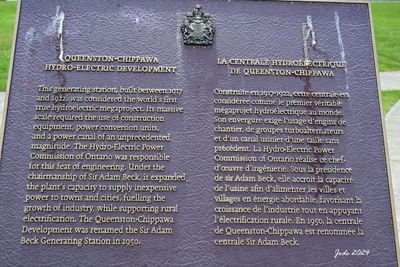 QUEENSTON-CHIPPAWA
HYDRO-ELECTRIC DEVELOPMENT
This generating station, built between 1917
and 1922, was considered the world's first
true hydroelectric megaproject. Its massive
scale required the use of construction
equipment, power conversion units,
and a power canal of an unprecedented
magnitude. The Hydro-Electric Power
Commission of Ontario was responsible
for this feat of engineering. Under the
chairmanship of Sir Adam Beck, it expanded
the plant's capacity to supply inexpensive
power to towns and cities, fuelling the
growth of industry, while supporting rural
electrification. The Queenston-Chippawa
Development was renamed the Sir Adam
Beck Generating Station in 1950.
LA CENTRALE HYDROÉLECTRIQUE
DE QUEENSTON-CHIPPAWA
Construite en 1917-1922, cette centrale est
considérée comme le premier véritable
mégaprojet hydroélectrique au monde.
Son envergure exige l'usage d'engins de
chantier, de groupes turboalternateurs
et d'un canal usinier d'une taille sans
précédent. La Hydro-Electric Power
Commission of Ontario réalise ce chef-
d'œuvre d'ingénierie. Sous la présidence
de sir Adam Beck, elle accroît la capacité
de l'usine afin d'alimenter les villes et
villages en énergie abordable, favorisant la
croissance de l'industrie tout en appuyant
l'électrification rurale. En 1950, la centrale
de Queenston-Chippawa est renommée la
centrale Sir Adam Beck.
Jode 2024